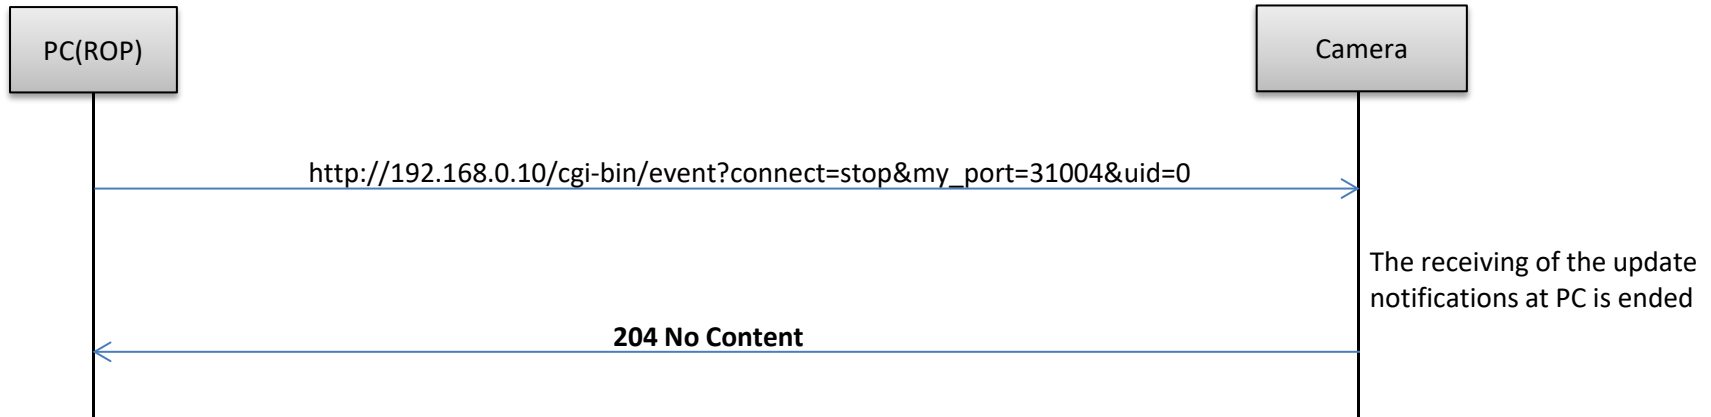 PC(ROP)
Camera
http://192.168.0.10/cgi-bin/event?connect=stop&my_port=31004&uid=0
The receiving of the update
notifications at PC is ended
204 No Content